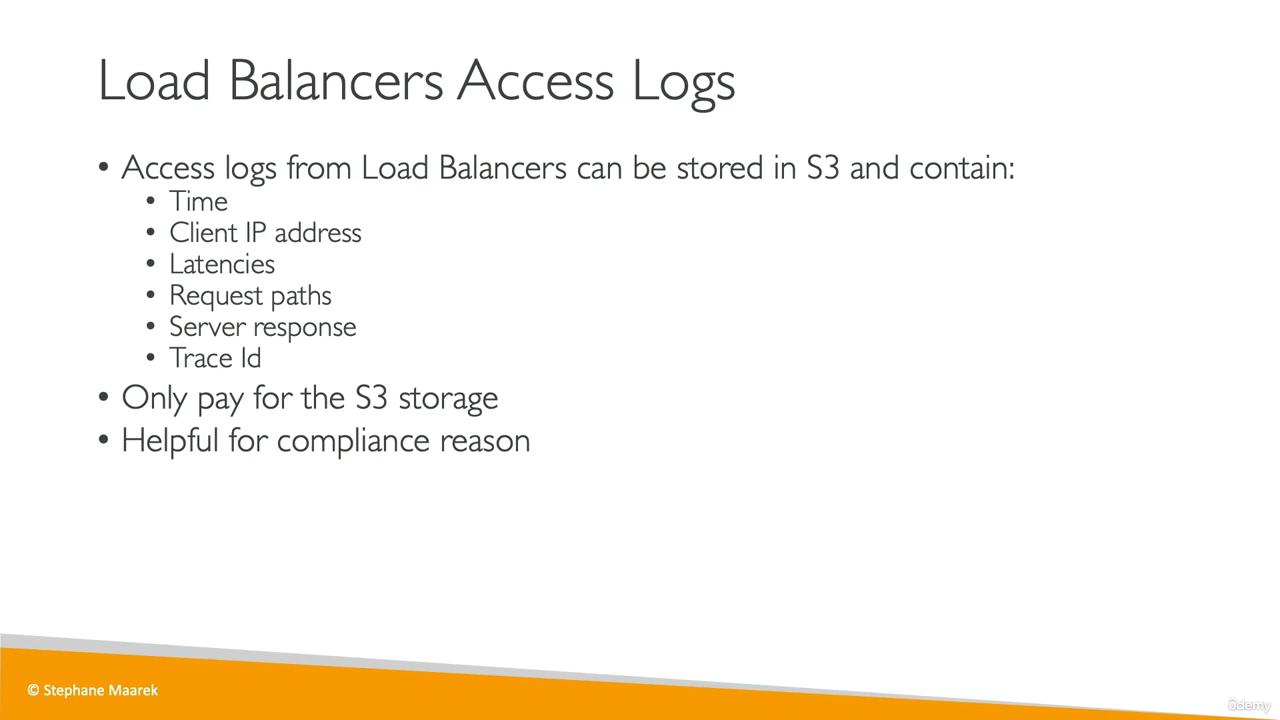 Load Balancers Access Logs
• Access logs from Load Balancers can be stored in S3 and contain:
• Time
• Client IP address
• Latencies
• Request paths
• Server response
• Trace Id
• Only pay for the S3 storage
• Helpful for compliance reason
© Stephane Maarek
ûdemy